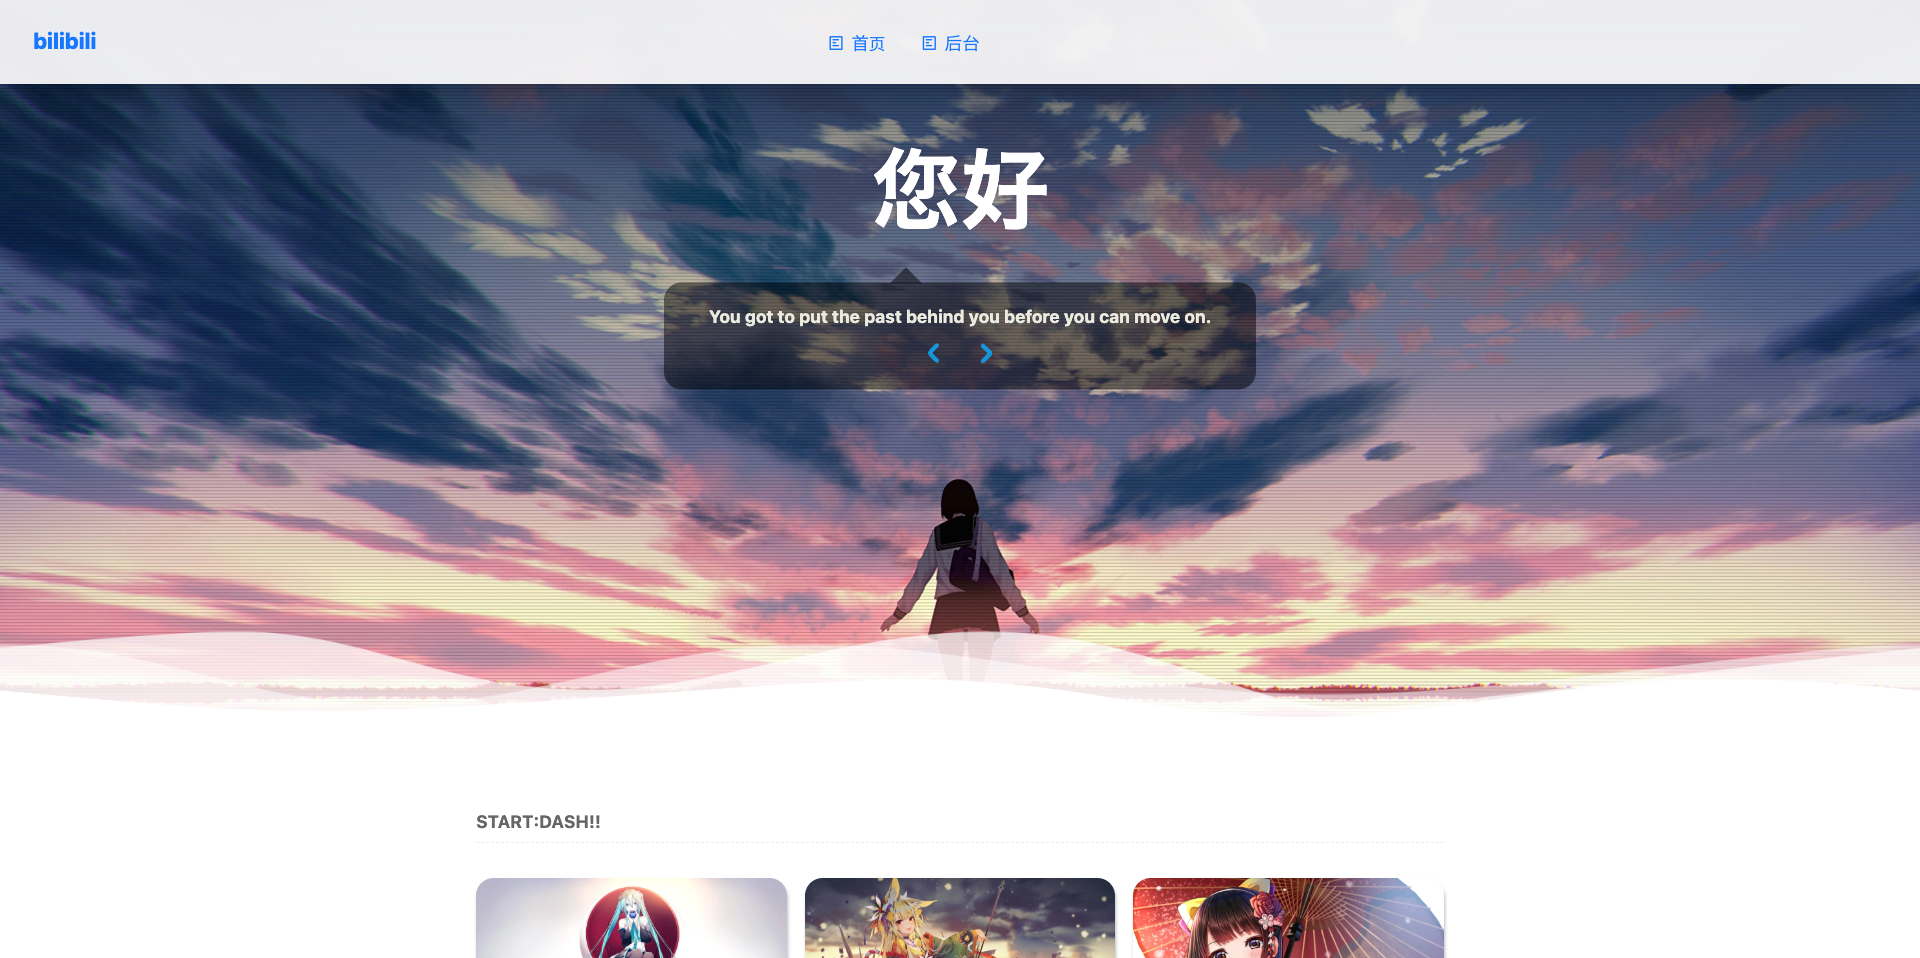 bilibili
首页
后台
您好
You got to put the past behind you before you can move on.
START:DASH!!